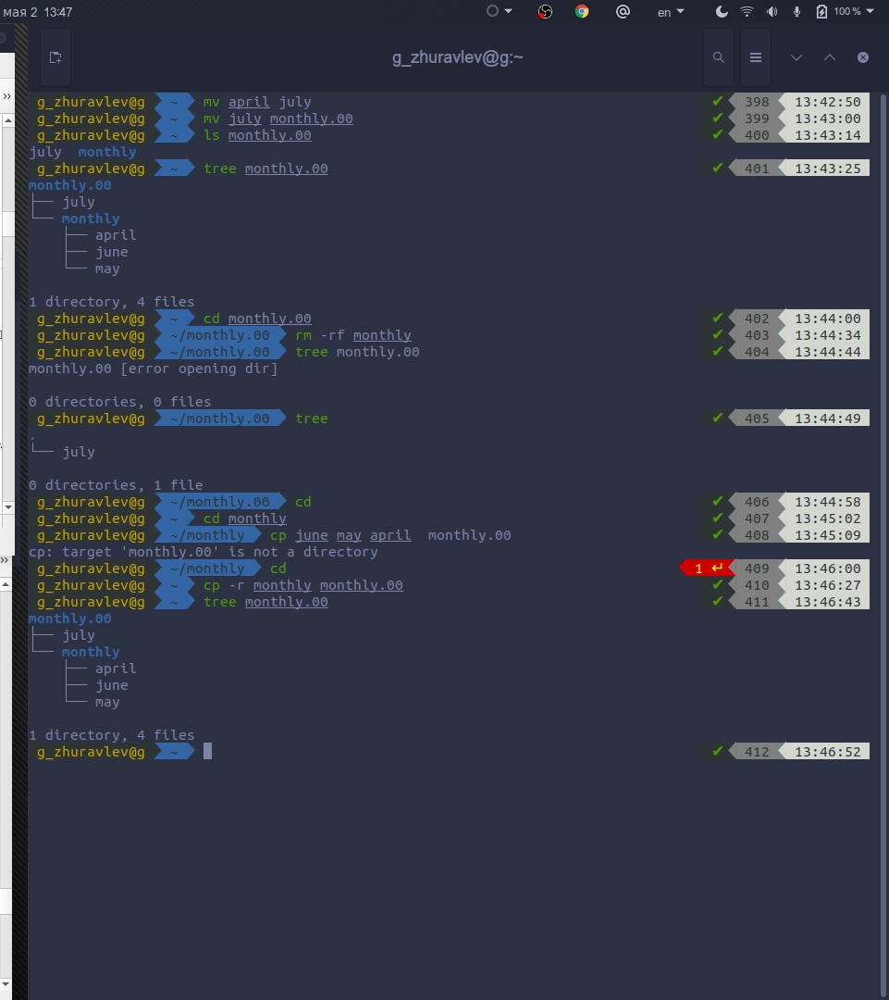 мая 2 13:47
en
100 %
g_zhuravlev@g:~
g_zhuravlev@g ~ mv april july ✔ 398 13:42:50
g_zhuravlev@g ~ mv july monthly.00 ✔ 399 13:43:00
g_zhuravlev@g ~ ls monthly.00 ✔ 400 13:43:14
july monthly
g_zhuravlev@g ~ tree monthly.00 ✔ 401 13:43:25
monthly.00
├── july
└── monthly
    ├── april
    ├── june
    └── may
1 directory, 4 files
g_zhuravlev@g ~ cd monthly.00 ✔ 402 13:44:00
g_zhuravlev@g ~/monthly.00 rm -rf monthly ✔ 403 13:44:34
g_zhuravlev@g ~/monthly.00 tree monthly.00 ✔ 404 13:44:44
monthly.00 [error opening dir]
0 directories, 0 files
g_zhuravlev@g ~/monthly.00 tree ✔ 405 13:44:49
.
└── july
0 directories, 1 file
g_zhuravlev@g ~/monthly.00 cd ✔ 406 13:44:58
g_zhuravlev@g ~ cd monthly ✔ 407 13:45:02
g_zhuravlev@g ~/monthly cp june may april  monthly.00 ✔ 408 13:45:09
cp: target 'monthly.00' is not a directory
g_zhuravlev@g ~/monthly cd 1 ↵ 409 13:46:00
g_zhuravlev@g ~ cp -r monthly monthly.00 ✔ 410 13:46:27
g_zhuravlev@g ~ tree monthly.00 ✔ 411 13:46:43
monthly.00
├── july
└── monthly
    ├── april
    ├── june
    └── may
1 directory, 4 files
g_zhuravlev@g ~ ✔ 412 13:46:52